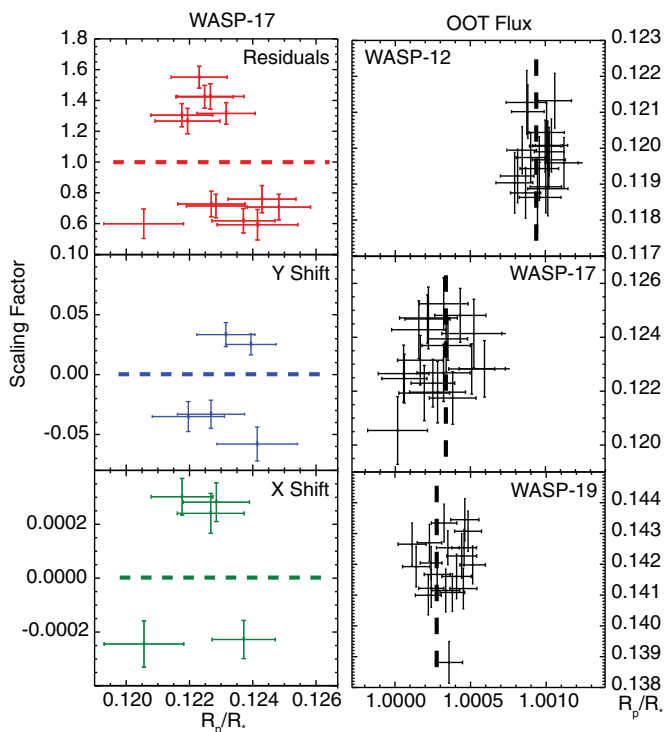 WASP-17
OOT Flux
Scaling Factor
Residuals
1.8
1.6
1.4
1.2
1.0
0.8
0.6
0.10
Y Shift
0.05
0.00
-0.05
X Shift
0.0002
0.0000
-0.0002
0.120 0.122 0.124 0.126
Rp/R*
WASP-12
0.123
0.122
0.121
0.120
0.119
0.118
0.117
WASP-17
0.126
0.124
0.122
0.120
WASP-19
0.144
0.143
0.142
0.141
0.139
0.138
1.0000 1.0005 1.0010
Rp/R*